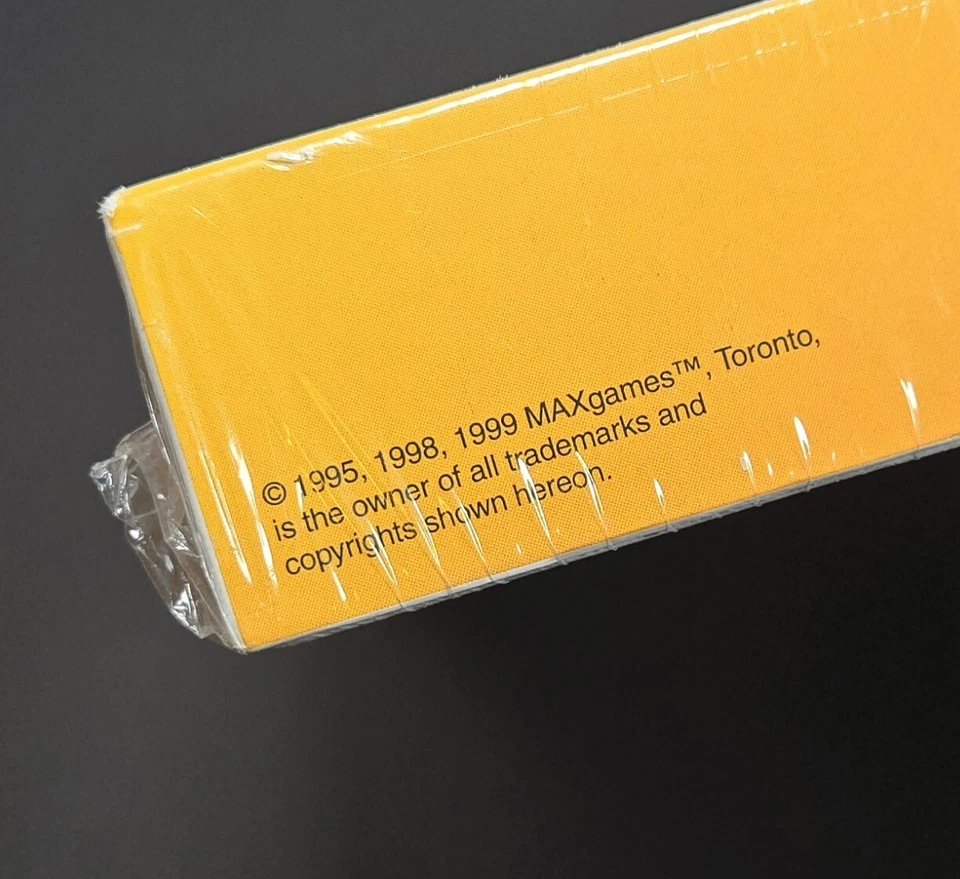 © 1995, 1998, 1999 MAXgames™, Toronto,
is the owner of all trademarks and
copyrights shown hereon.